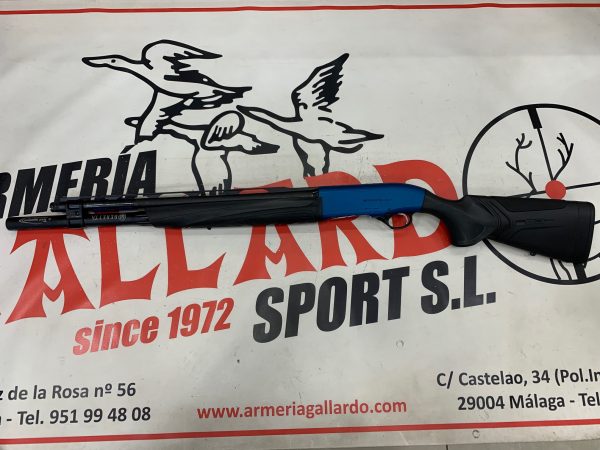 RMERÍA
ALLARD
since 1972 SPORT S.L.
z de la Rosa nº 56
a - Tel. 951 99 48 08
www.armeriagallardo.com
C/ Castelao, 34 (Pol.In
29004 Málaga - Tel